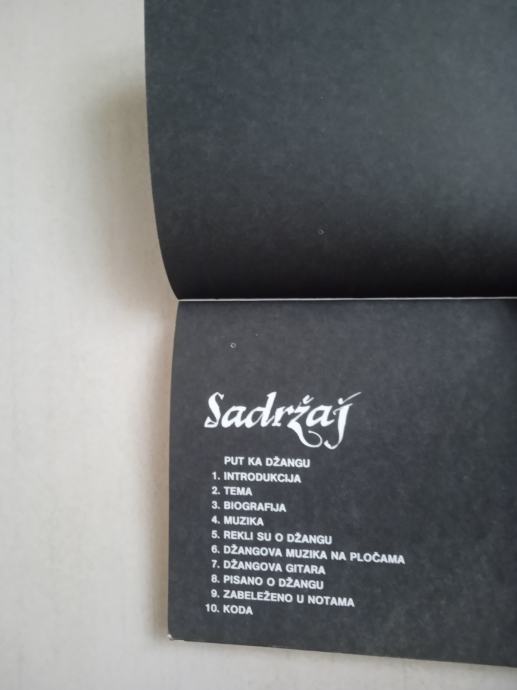 Sadržaj
PUT KA DŽANGU
1. INTRODUKCIJA
2. TEMA
3. BIOGRAFIJA
4. MUZIKA
5. REKLI SU O DŽANGU
6. DŽANGOVA MUZIKA NA PLOČAMA
7. DŽANGOVA GITARA
8. PISANO O DŽANGU
9. ZABELEŽENO U NOTAMA
10. KODA